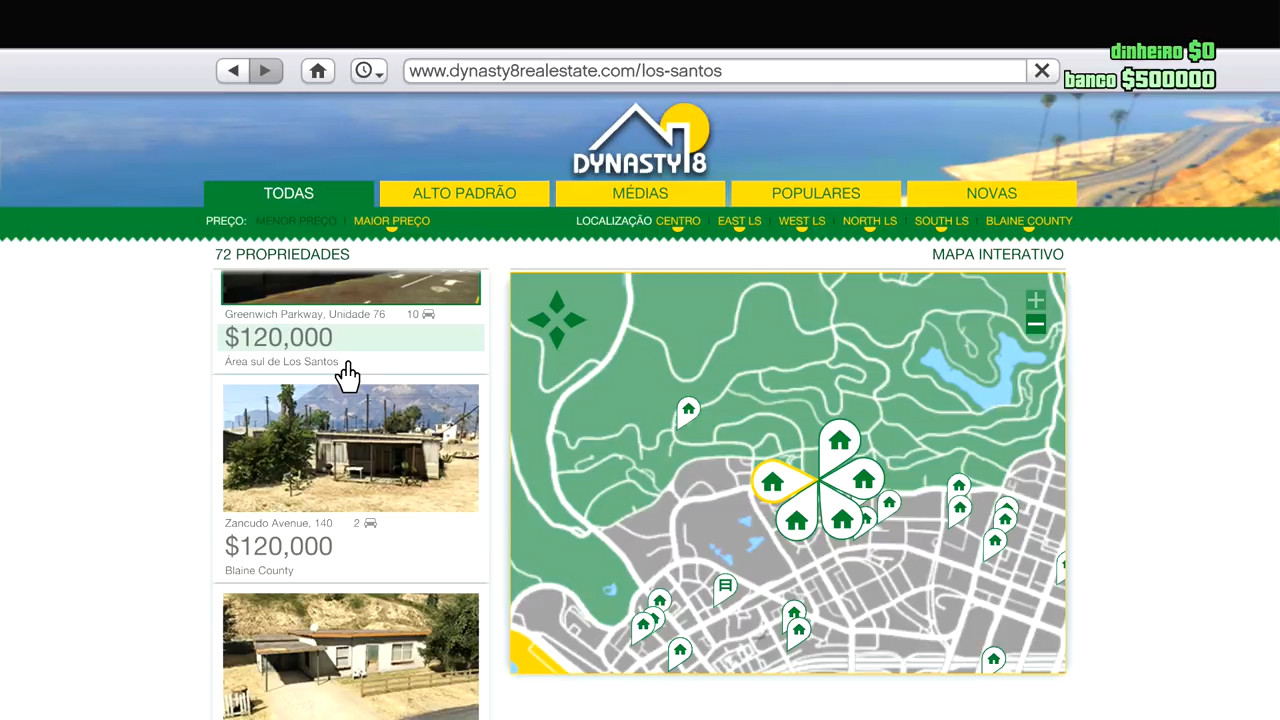 dinheiro $0
www.dynasty8realestate.com/los-santos
banco $500000
DYNASTY 8
TODAS
ALTO PADRÃO
MÉDIAS
POPULARES
NOVAS
PREÇO: MENOR PREÇO | MAIOR PREÇO
LOCALIZAÇÃO CENTRO | EAST LS | WEST LS | NORTH LS | SOUTH LS | BLAINE COUNTY
72 PROPRIEDADES
MAPA INTERATIVO
Greenwich Parkway, Unidade 76 10
$120,000
Área sul de Los Santos
Zancudo Avenue, 140 2
$120,000
Blaine County